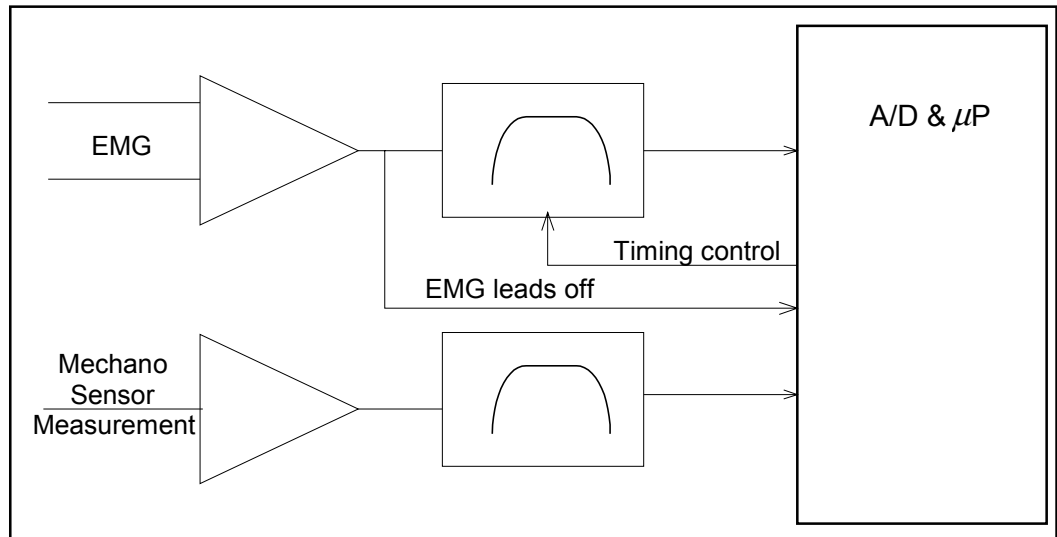 EMG
A/D & μP
Timing control
EMG leads off
Mechano
Sensor
Measurement